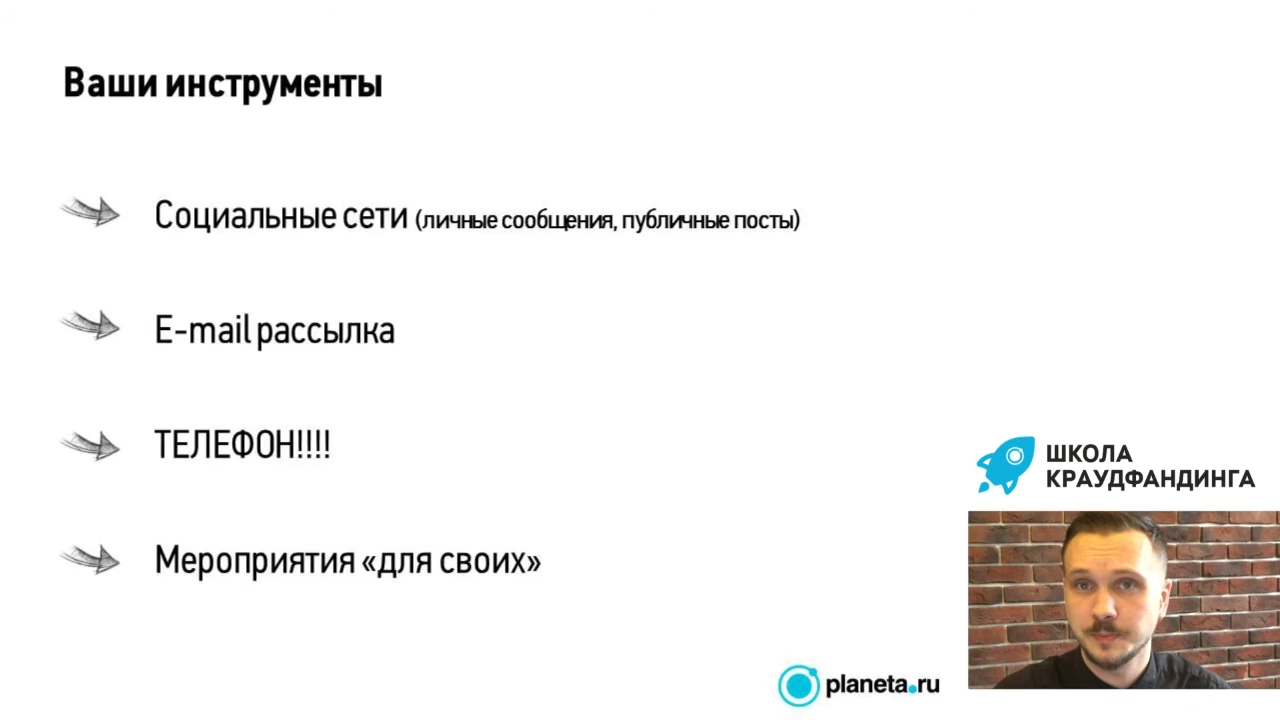 Ваши инструменты
Социальные сети (личные сообщения, публичные посты)
E-mail рассылка
ТЕЛЕФОН!!!!
Мероприятия «для своих»
ШКОЛА
КРАУДФАНДИНГА
planeta.ru